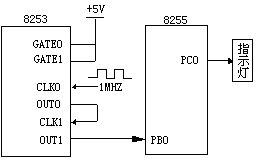 +5V
8253
8255
GATE0
GATE1
PC0
指示灯
CLK0
1MHZ
OUT0
CLK1
OUT1
PB0